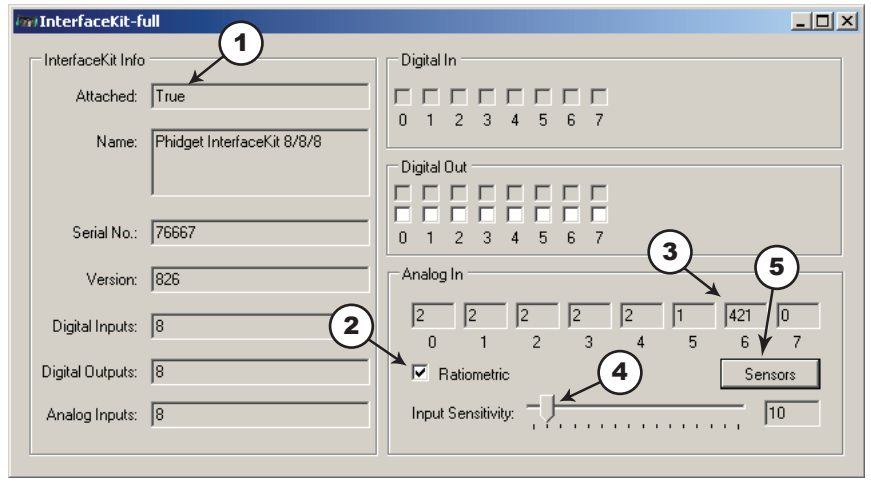 InterfaceKit-full
1
InterfaceKit Info
Attached: True
Name: Phidget InterfaceKit 8/8/8
Serial No.: 76667
Version: 826
Digital Inputs: 8
Digital Outputs: 8
Analog Inputs: 8
Digital In
0 1 2 3 4 5 6 7
Digital Out
0 1 2 3 4 5 6 7
3
5
Analog In
2 2 2 2 2 1 421 0
0 1 2 3 4 5 6 7
2
Ratiometric
4
Sensors
Input Sensitivity: 10